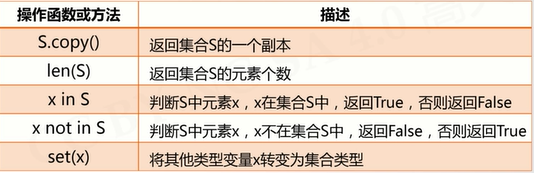 操作函数或方法 描述
S.copy() 返回集合S的一个副本
len(S) 返回集合S的元素个数
x in S 判断S中元素x，x在集合S中，返回True，否则返回False
x not in S 判断S中元素x，x不在集合S中，返回False，否则返回True
set(x) 将其他类型变量x转变为集合类型